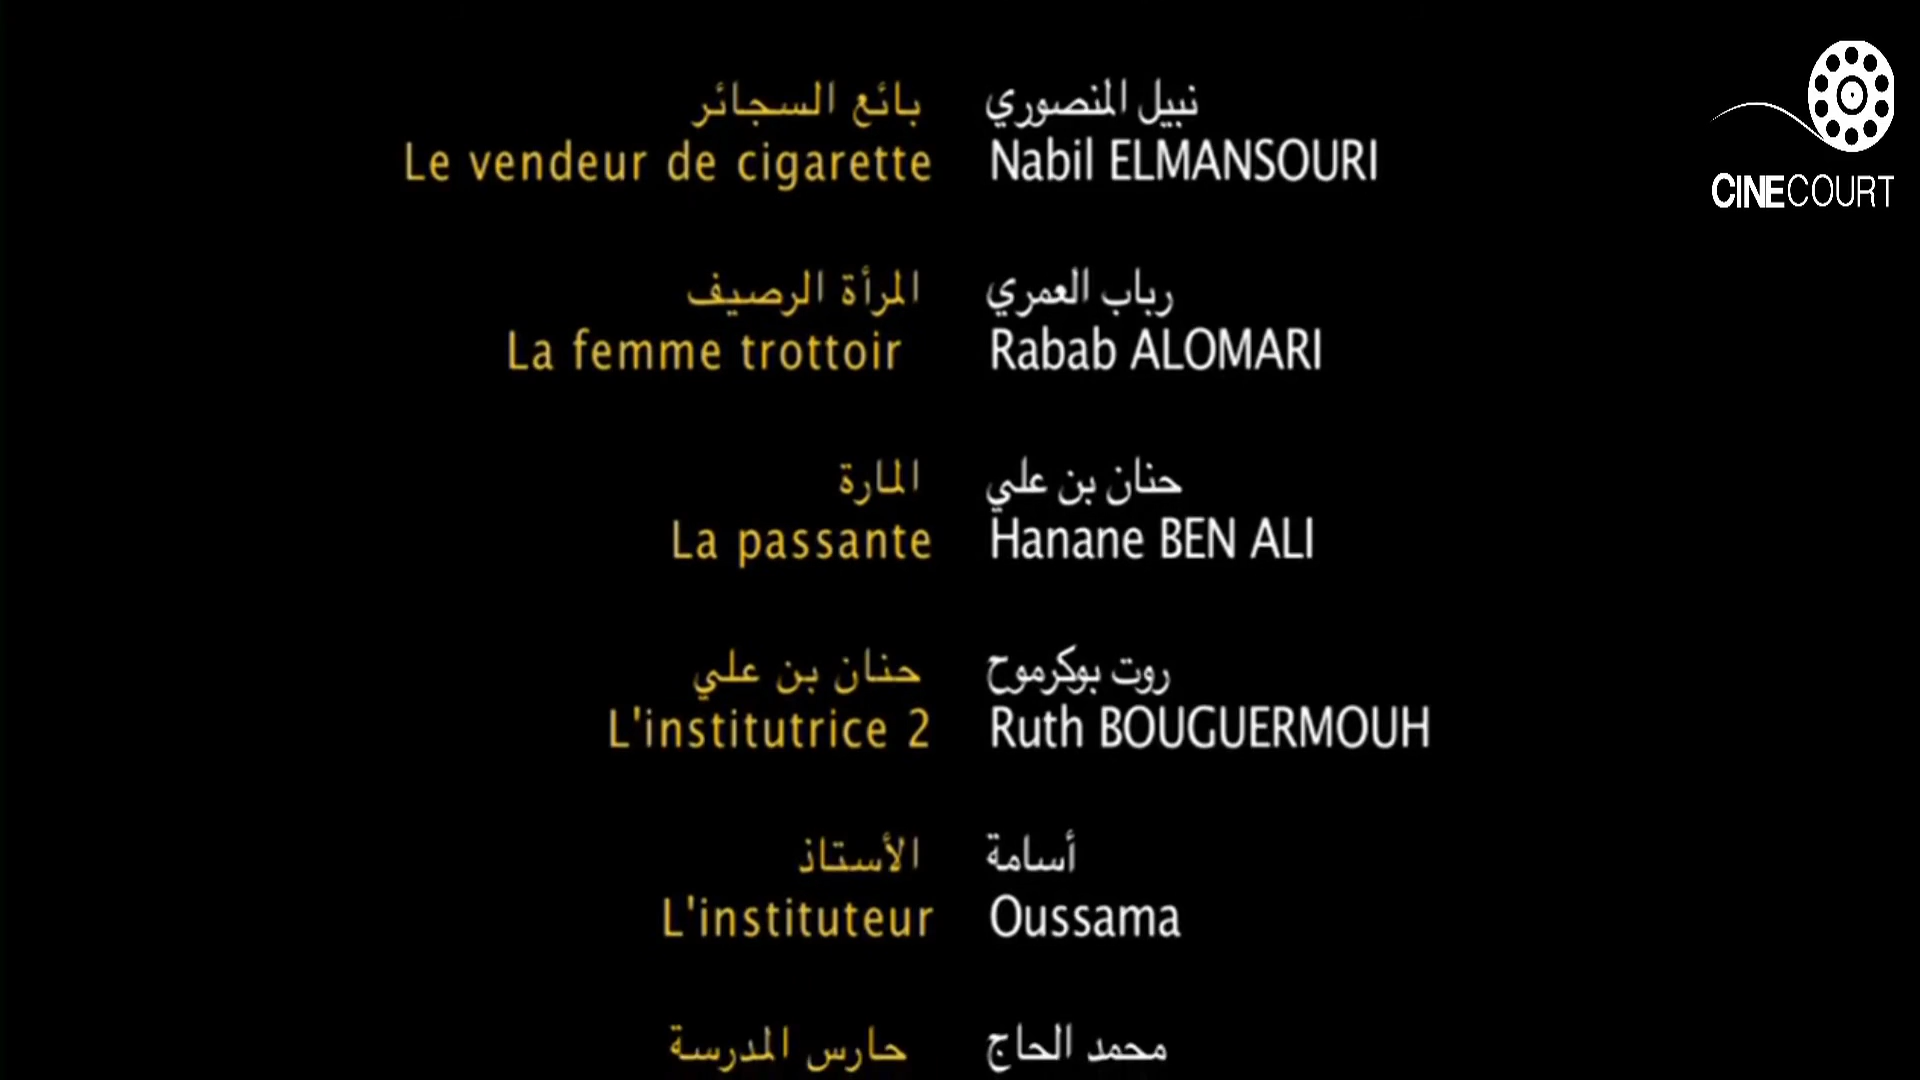 بائع السجائر نبيل المنصوري
Le vendeur de cigarette Nabil ELMANSOURI
المرأة الرصيف رباب العمري
La femme trottoir Rabab ALOMARI
المارة حنان بن علي
La passante Hanane BEN ALI
حنان بن علي روت بوكرموح
L'institutrice 2 Ruth BOUGUERMOUH
الأستاذ أسامة
L'instituteur Oussama
حارس المدرسة محمد الحاج
CINECOURT